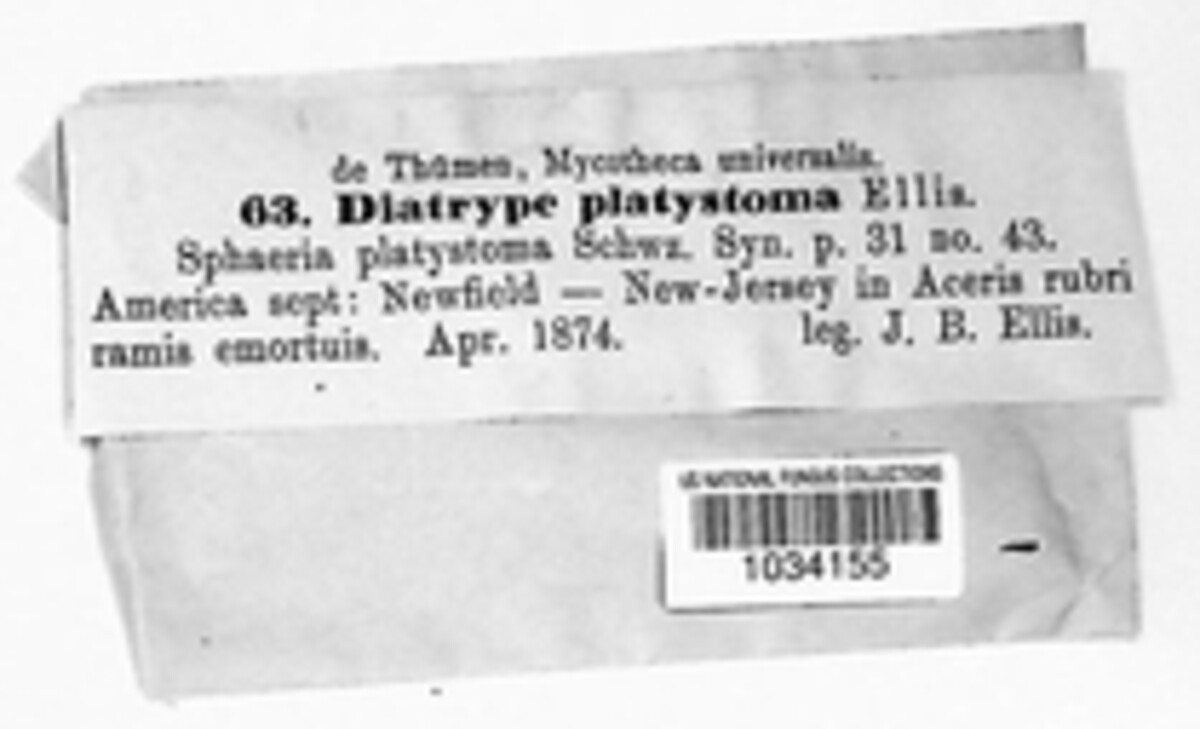 de Thümen, Mycotheca universalis.
63. Diatrype platystoma Ellis.
Sphaeria platystoma Schwz. Syn. p. 31 no. 43.
America sept: Newfield — New-Jersey in Aceris rubri
ramis emortuis. Apr. 1874. leg. J. B. Ellis.
US NATIONAL FUNGUS COLLECTIONS
1034155